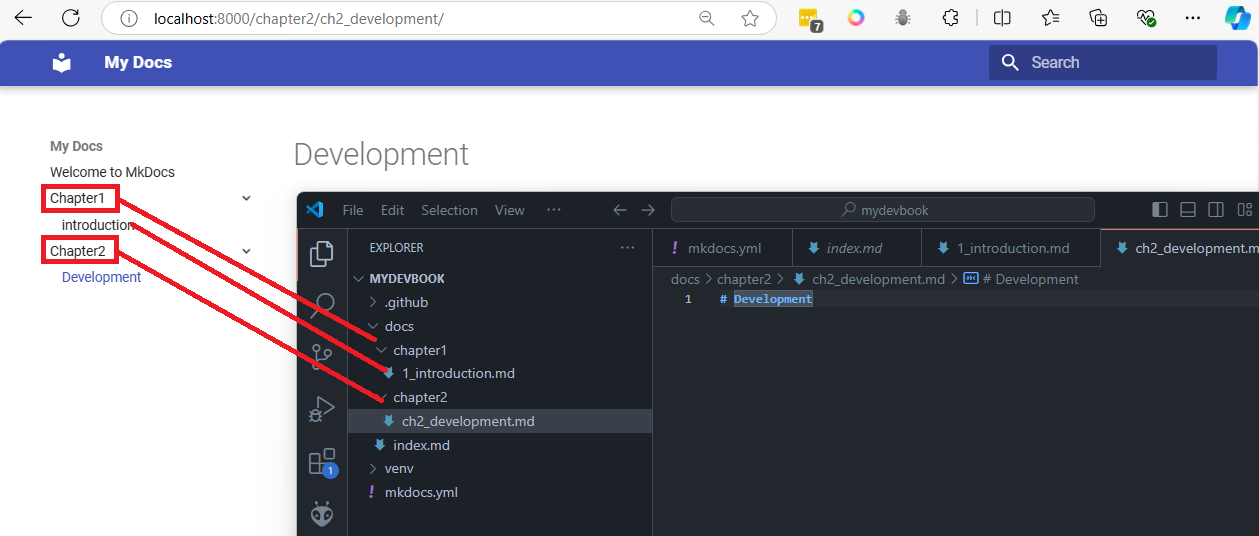 localhost:8000/chapter2/ch2_development/
7
My Docs
Search
My Docs
Welcome to MkDocs
Chapter1
introduction
Chapter2
Development
Development
File Edit Selection View ···
mydevbook
EXPLORER ···
MYDEVBOOK
.github
docs
chapter1
1_introduction.md
chapter2
ch2_development.md
index.md
venv
! mkdocs.yml
1
! mkdocs.yml
index.md
1_introduction.md
ch2_development.m
docs > chapter2 > ch2_development.md > abc # Development
1 # Development